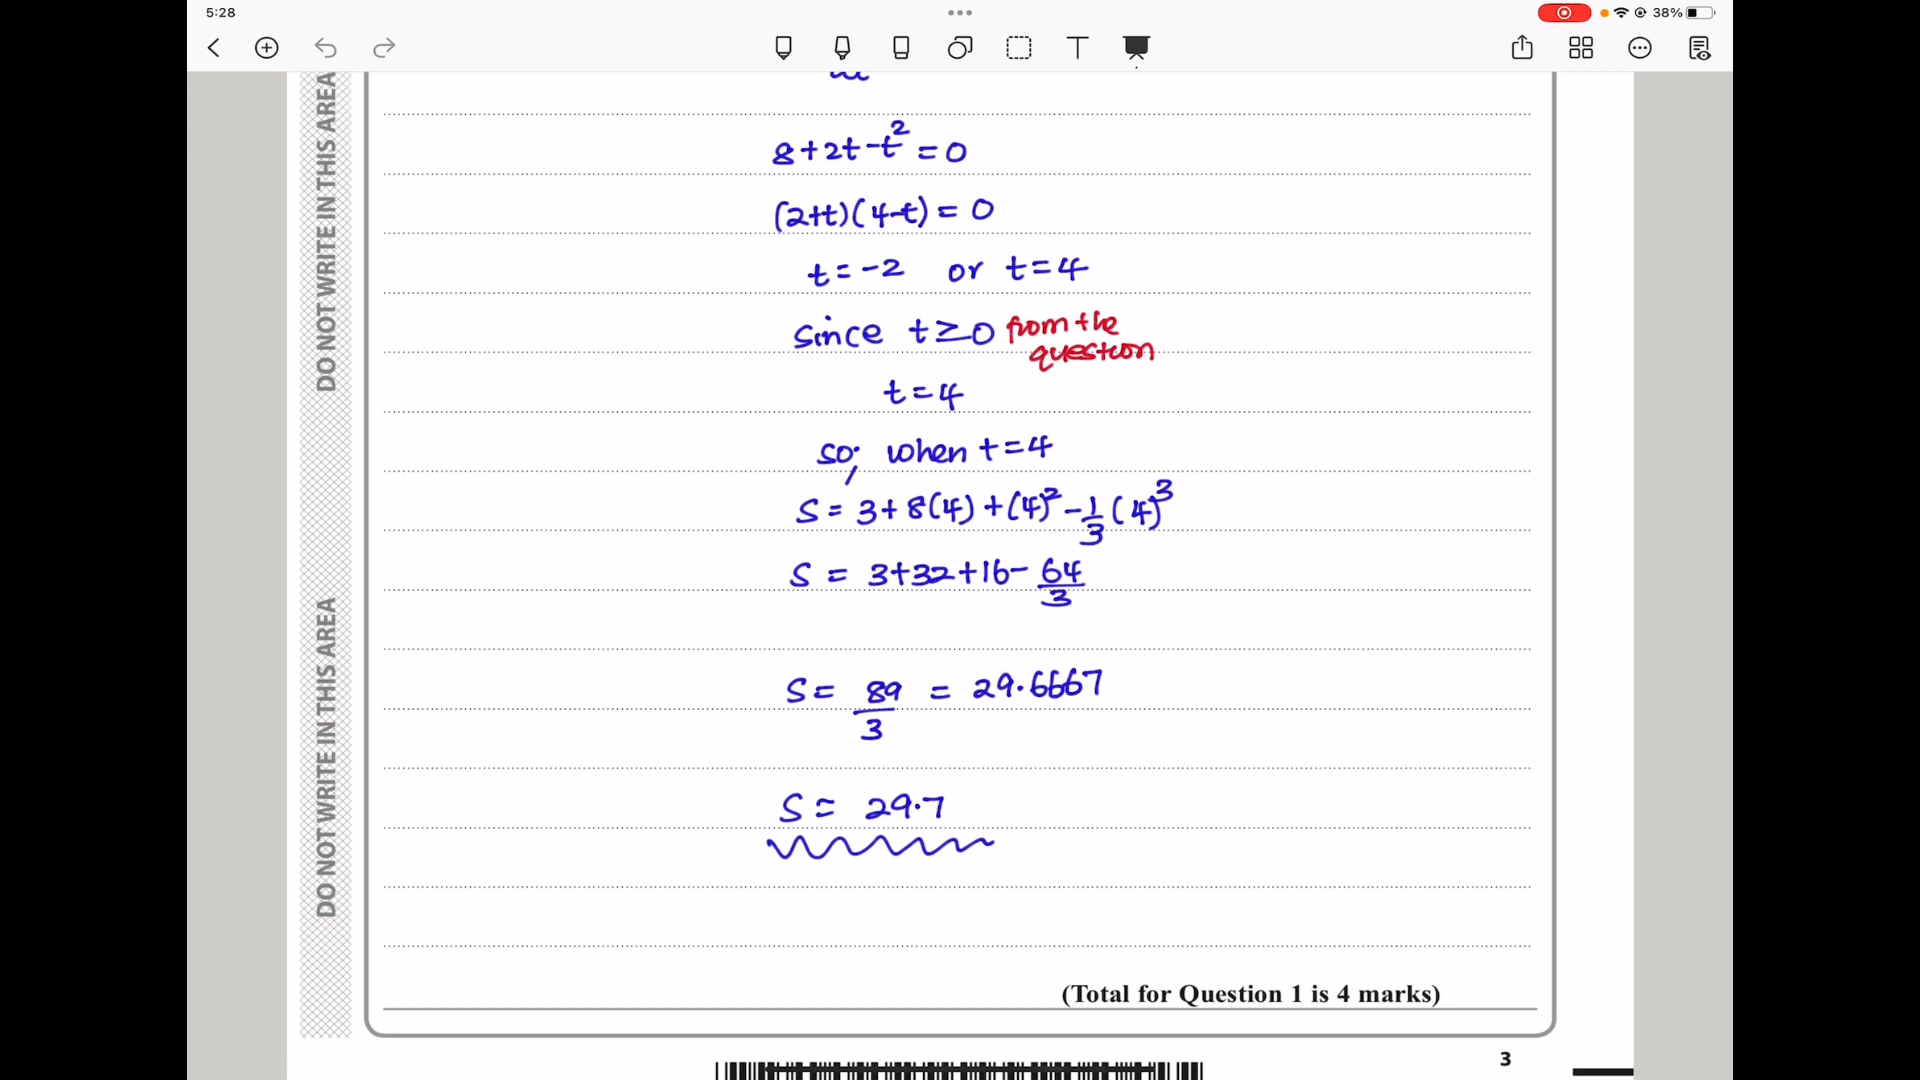 5:28
38%
8+2t-t²=0
(2+t)(4-t)=0
t=-2 or t=4
since t≥0 from the question
t=4
so; when t=4
S = 3+8(4)+(4)²-1/3(4)³
S = 3+32+16-64/3
S = 89/3 = 29.6667
S = 29.7
(Total for Question 1 is 4 marks)
3
DO NOT WRITE IN THIS AREA
DO NOT WRITE IN THIS AREA